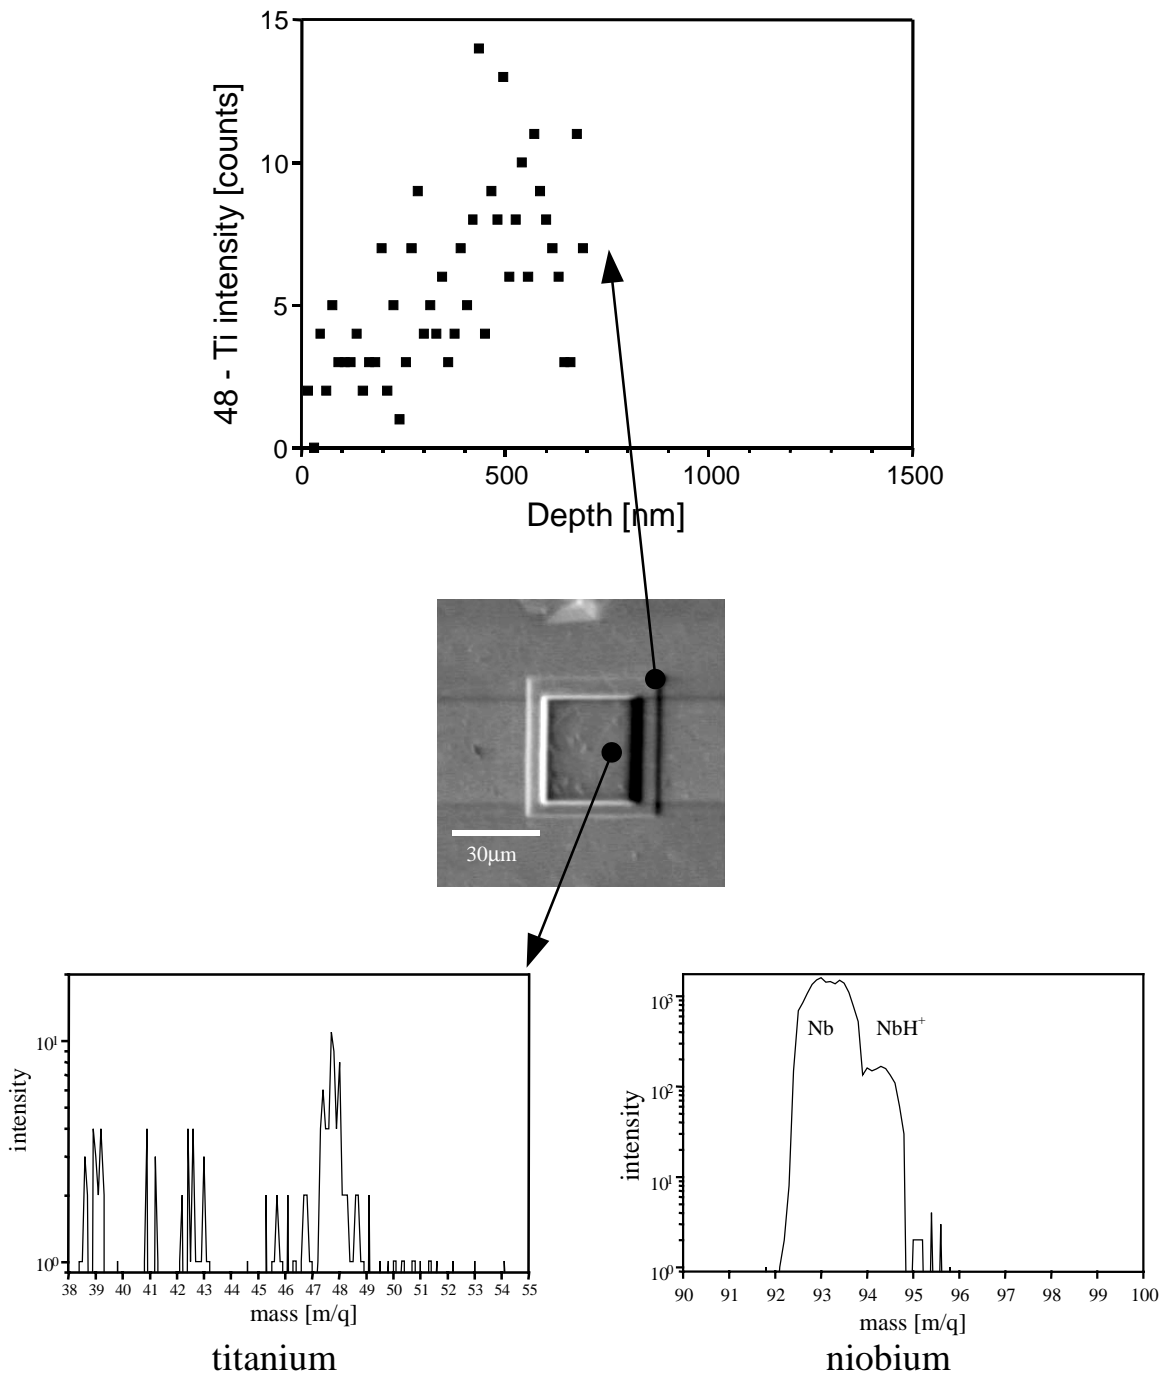 15
10
5
0
48 - Ti intensity [counts]
0 500 1000 1500
Depth [nm]
30µm
10¹
10⁰
intensity
38 39 40 41 42 43 44 45 46 47 48 49 50 51 52 53 54 55
mass [m/q]
titanium
10³
10²
10¹
10⁰
intensity
Nb NbH⁺
90 91 92 93 94 95 96 97 98 99 100
mass [m/q]
niobium